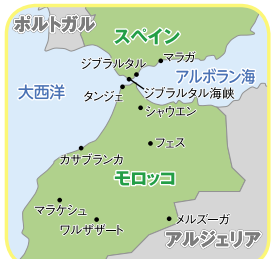 ポルトガル
スペイン
マラガ
ジブラルタル
アルボラン海
大西洋
タンジェ
ジブラルタル海峡
シャウエン
フェス
カサブランカ
モロッコ
マラケシュ
メルズーガ
ワルザザート
アルジェリア